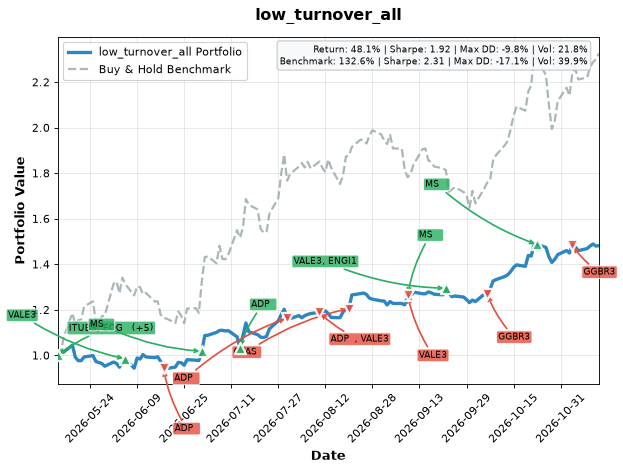 low_turnover_all
low_turnover_all Portfolio
Buy & Hold Benchmark
Return: 48.1% | Sharpe: 1.92 | Max DD: -9.8% | Vol: 21.8%
Benchmark: 132.6% | Sharpe: 2.31 | Max DD: -17.1% | Vol: 39.9%
Portfolio Value
2.2
2.0
1.8
1.6
1.4
1.2
1.0
MS
MS
VALE3, ENGI1
GGBR3
ADP
VALE3
MS
(+5)
ADP , VALE3
GGBR3
VALE3
ADP
ADP
2026-05-24
2026-06-09
2026-06-25
2026-07-11
2026-07-27
2026-08-12
2026-08-28
2026-09-13
2026-09-29
2026-10-15
2026-10-31
Date